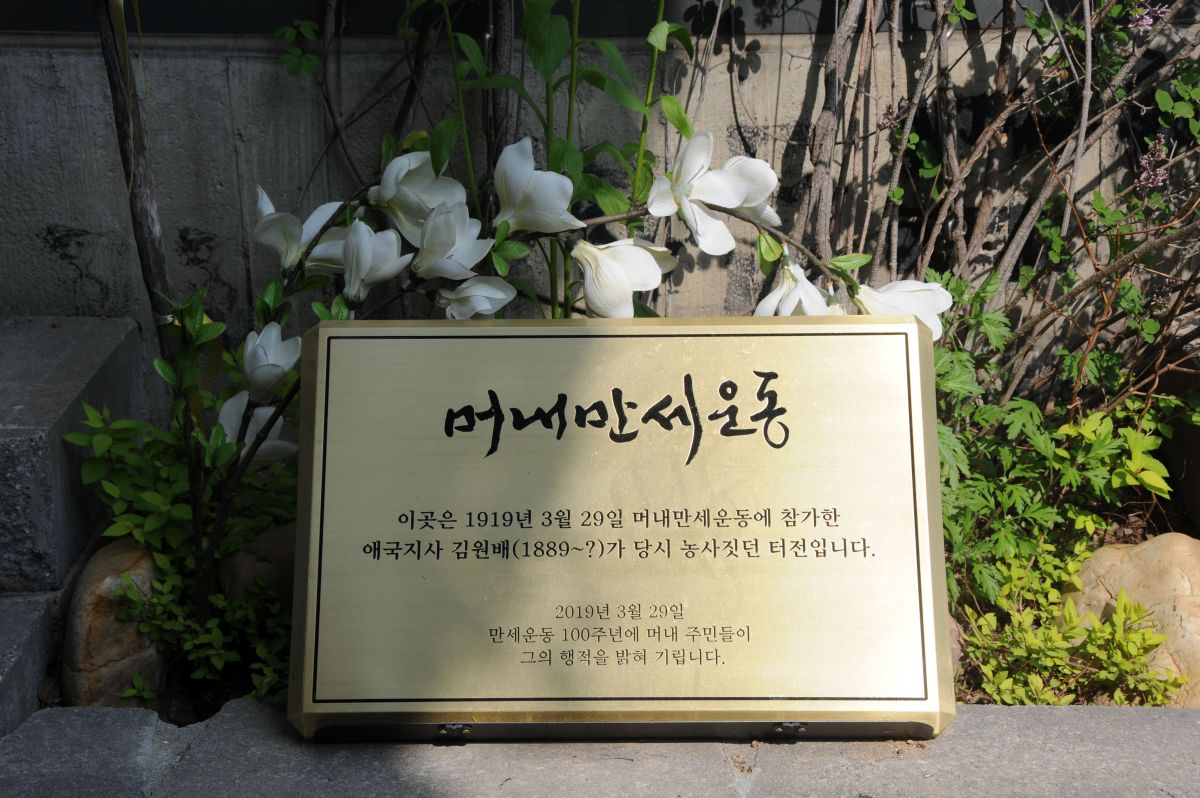 머내만세운동
이곳은 1919년 3월 29일 머내만세운동에 참가한
애국지사 김원배(1889~?)가 당시 농사짓던 터전입니다.
2019년 3월 29일
만세운동 100주년에 머내 주민들이
그의 행적을 밝혀 기립니다.